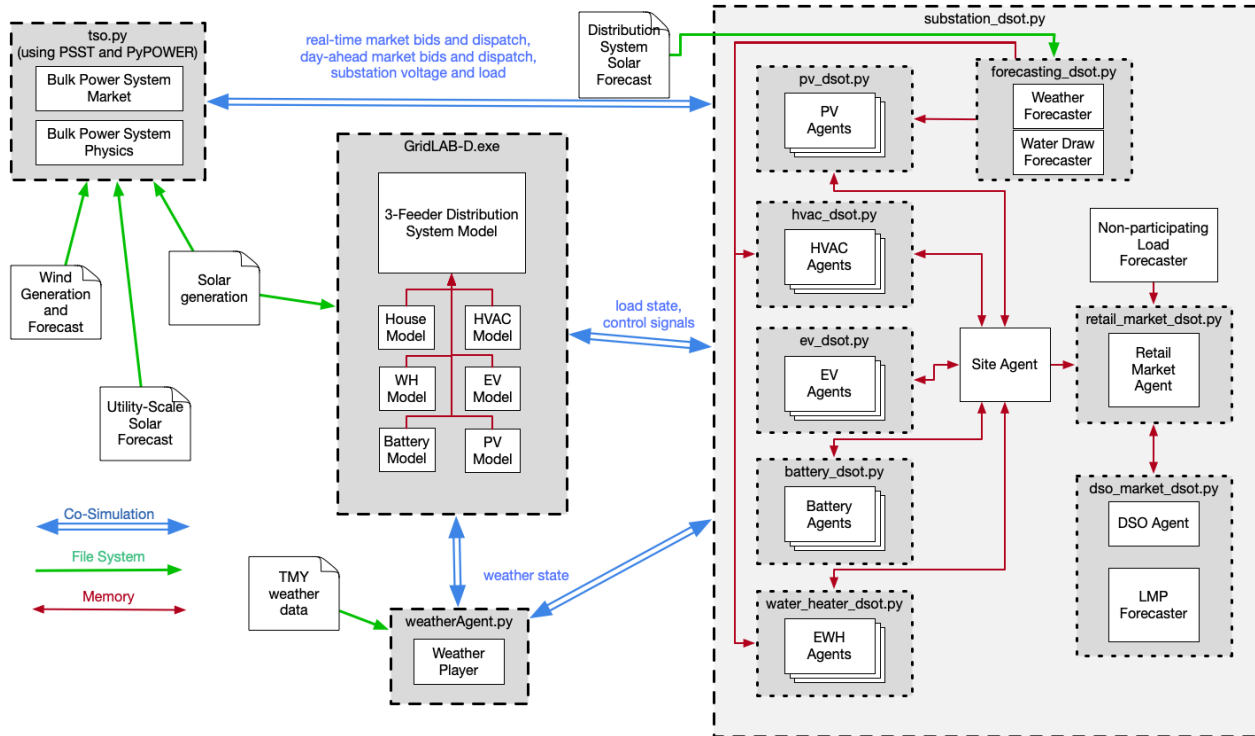 tso.py
(using PSST and PyPOWER)
Bulk Power System
Market
Bulk Power System
Physics
real-time market bids and dispatch,
day-ahead market bids and dispatch,
substation voltage and load
Distribution
System
Solar
Forecast
substation_dsot.py
forecasting_dsot.py
Weather
Forecaster
Water Draw
Forecaster
pv_dsot.py
PV
Agents
GridLAB-D.exe
3-Feeder Distribution
System Model
House
Model
HVAC
Model
WH
Model
EV
Model
Battery
Model
PV
Model
Wind
Generation
and
Forecast
Solar
generation
Utility-Scale
Solar
Forecast
load state,
control signals
hvac_dsot.py
HVAC
Agents
Non-participating
Load
Forecaster
ev_dsot.py
EV
Agents
Site Agent
retail_market_dsot.py
Retail
Market
Agent
battery_dsot.py
Battery
Agents
dso_market_dsot.py
DSO Agent
LMP
Forecaster
water_heater_dsot.py
EWH
Agents
Co-Simulation
File System
Memory
TMY
weather
data
weather state
weatherAgent.py
Weather
Player